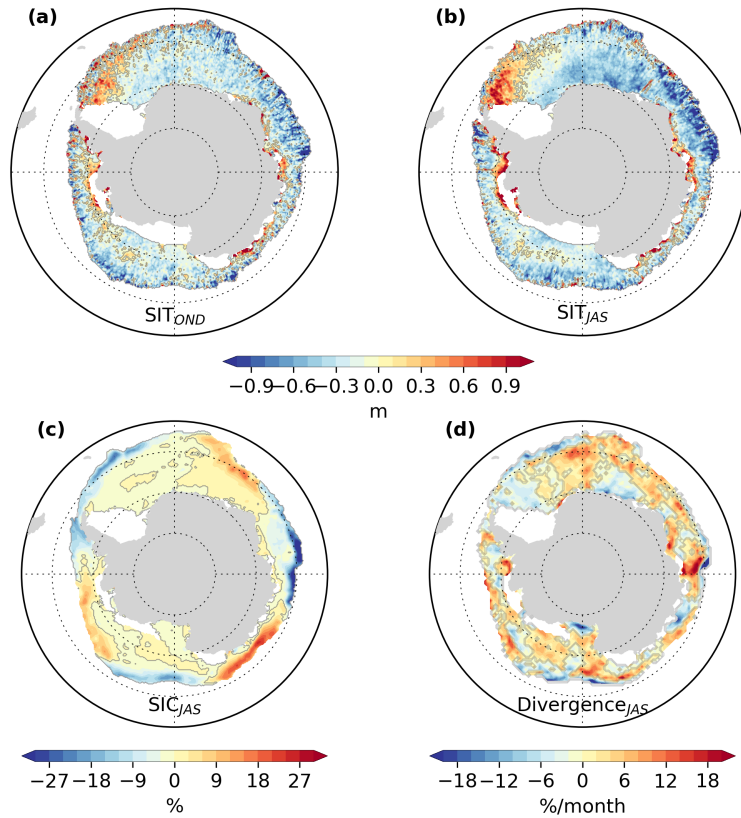 (a)
(b)
SIT_OND
SIT_JAS
−0.9 −0.6 −0.3 0.0 0.3 0.6 0.9
m
(c)
(d)
SIC_JAS
Divergence_JAS
−27 −18 −9 0 9 18 27
%
−18 −12 −6 0 6 12 18
%/month